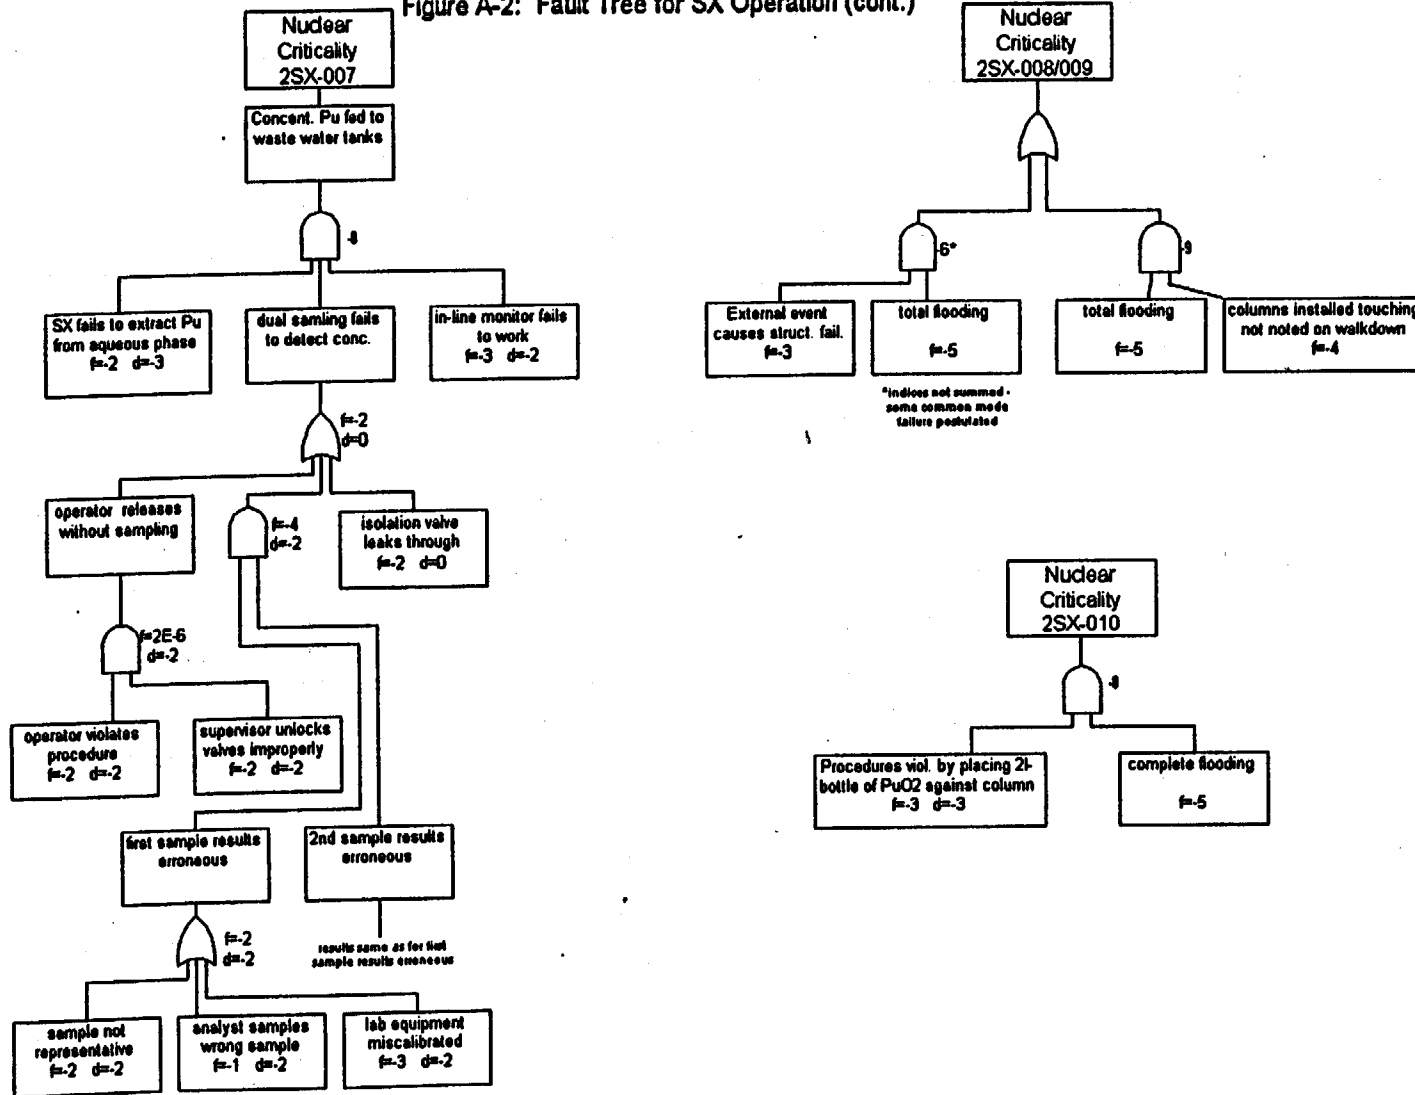 Figure A-2: Fault Tree for SX Operation (cont.)
Nuclear
Criticality
2SX-007
Concent. Pu fed to
waste water tanks
-8
SX fails to extract Pu
from aqueous phase
f=-2 d=-3
dual samling fails
to detect conc.
in-line monitor fails
to work
f=-3 d=-2
f=-2
d=0
operator releases
without sampling
f=-4
d=-2
isolation valve
leaks through
f=-2 d=0
f=2E-6
d=-2
operator violates
procedure
f=-2 d=-2
supervisor unlocks
valves improperly
f=-2 d=-2
first sample results
erroneous
2nd sample results
erroneous
f=-2
d=-2
results same as for first
sample results erroneous
sample not
representative
f=-2 d=-2
analyst samples
wrong sample
f=-1 d=-2
lab equipment
miscalibrated
f=-3 d=-2
Nuclear
Criticality
2SX-008/009
-6*
-9
External event
causes struct. fail.
f=-3
total flooding
f=-5
*indices not summed -
some common mode
failure postulated
total flooding
f=-5
columns installed touching
not noted on walkdown
f=-4
Nuclear
Criticality
2SX-010
-8
Procedures viol. by placing 2l-
bottle of PuO2 against column
f=-3 d=-3
complete flooding
f=-5